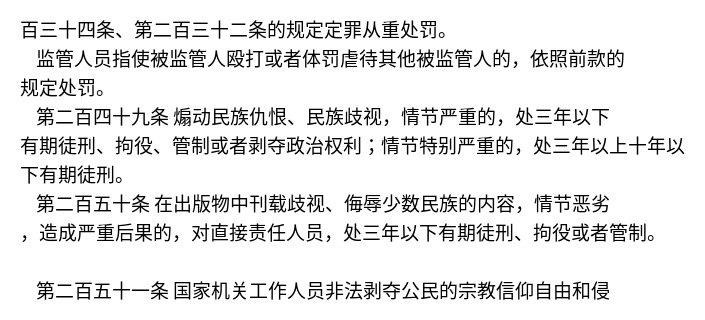 百三十四条、第二百三十二条的规定定罪从重处罚。
监管人员指使被监管人殴打或者体罚虐待其他被监管人的，依照前款的
规定处罚。
第二百四十九条 煽动民族仇恨、民族歧视，情节严重的，处三年以下
有期徒刑、拘役、管制或者剥夺政治权利；情节特别严重的，处三年以上十年以
下有期徒刑。
第二百五十条 在出版物中刊载歧视、侮辱少数民族的内容，情节恶劣
，造成严重后果的，对直接责任人员，处三年以下有期徒刑、拘役或者管制。
第二百五十一条 国家机关工作人员非法剥夺公民的宗教信仰自由和侵